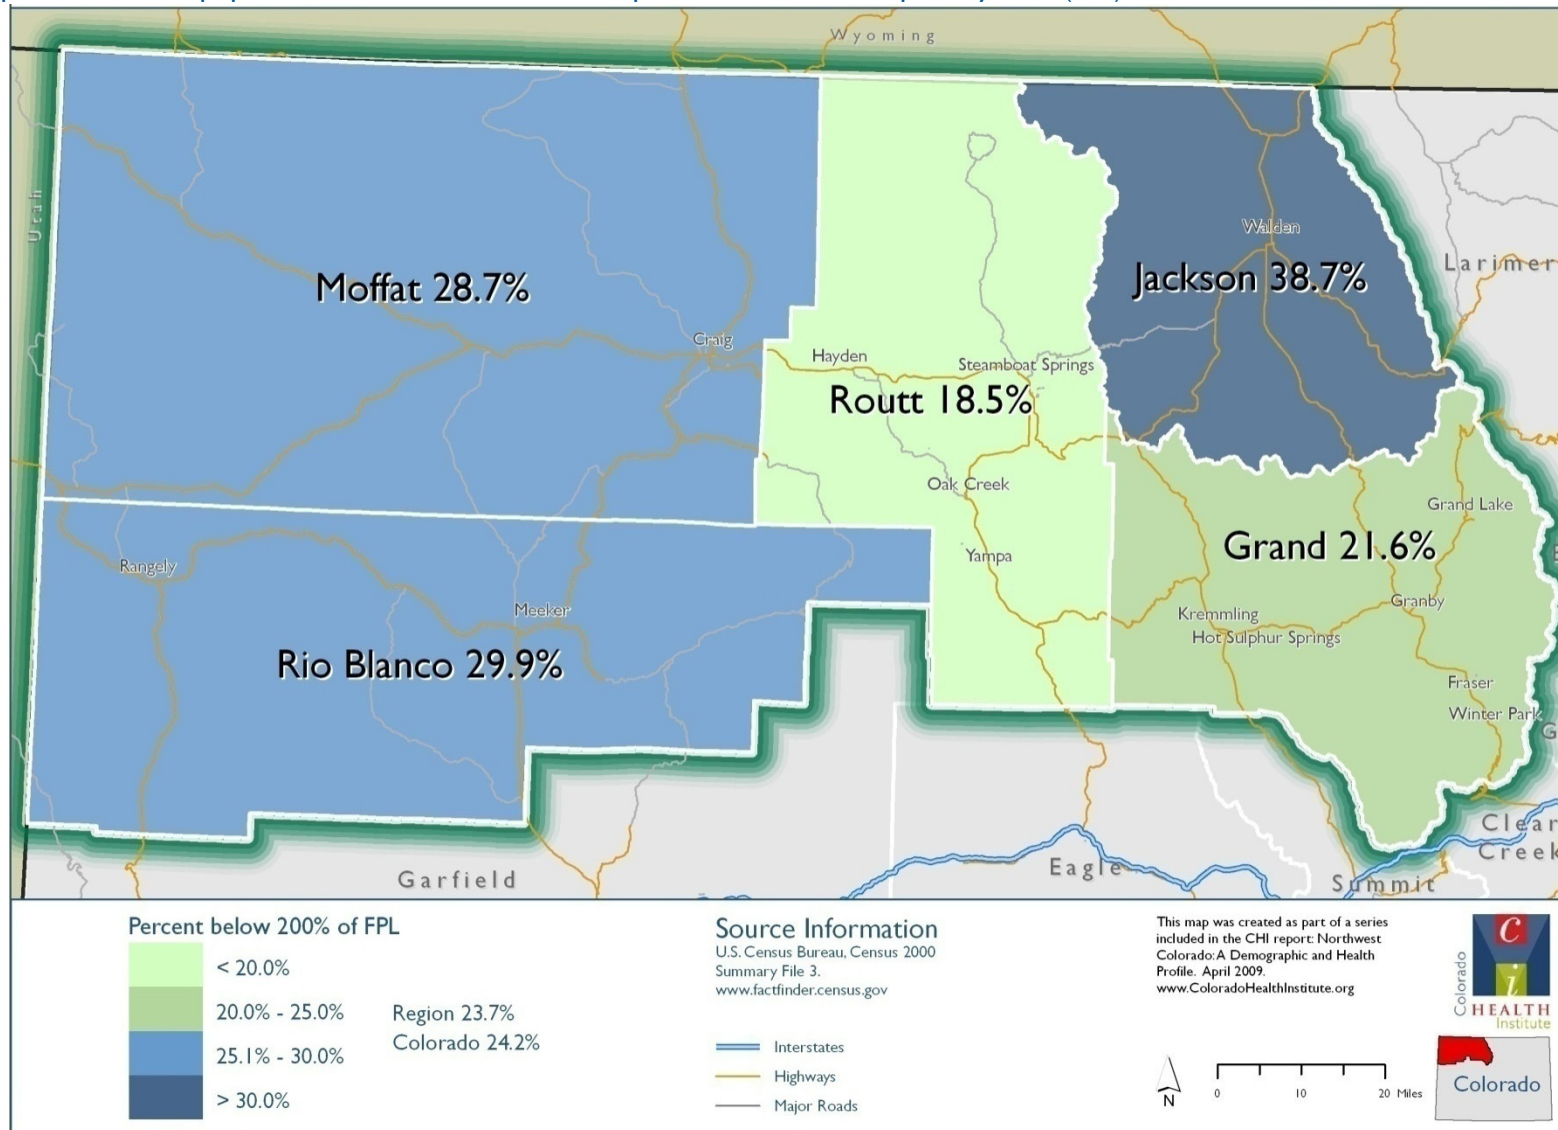 Wyoming
Utah
Walden
Larimer
Moffat 28.7%
Jackson 38.7%
Craig
Hayden
Steamboat Springs
Routt 18.5%
Oak Creek
Grand Lake
Grand 21.6%
Yampa
Rangely
Meeker
Granby
Kremmling
Hot Sulphur Springs
Rio Blanco 29.9%
Fraser
Winter Park
G
Clear
Creek
Garfield
Eagle
Summit
Percent below 200% of FPL
< 20.0%
20.0% - 25.0%
25.1% - 30.0%
> 30.0%
Region 23.7%
Colorado 24.2%
Source Information
U.S. Census Bureau, Census 2000
Summary File 3.
www.factfinder.census.gov
Interstates
Highways
Major Roads
This map was created as part of a series
included in the CHI report: Northwest
Colorado: A Demographic and Health
Profile. April 2009.
www.ColoradoHealthInstitute.org
N
0 10 20 Miles
C
i
Colorado
HEALTH
Institute
Colorado